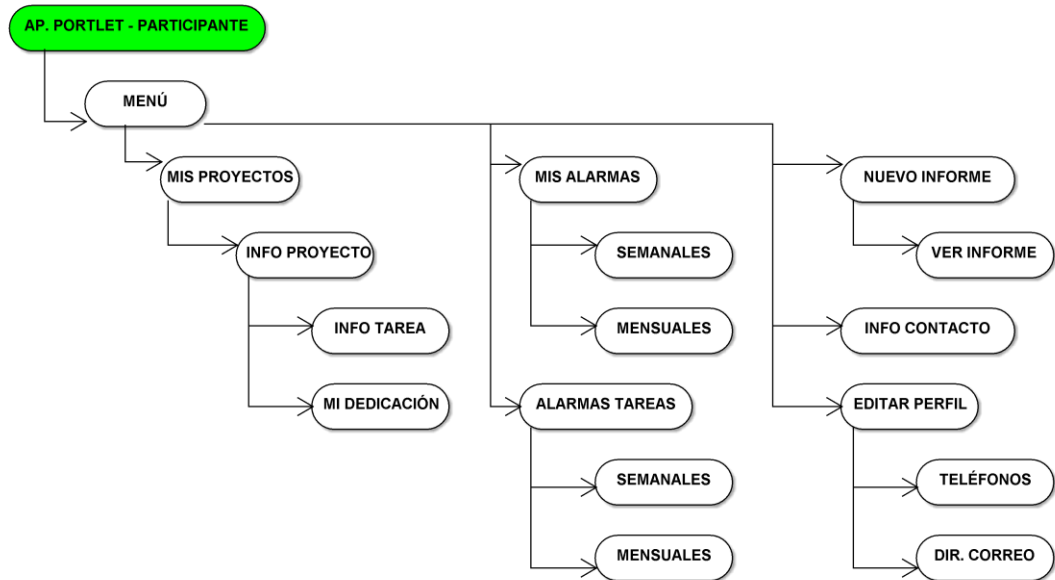 AP. PORTLET - PARTICIPANTE
MENÚ
MIS PROYECTOS
INFO PROYECTO
INFO TAREA
MI DEDICACIÓN
MIS ALARMAS
SEMANALES
MENSUALES
ALARMAS TAREAS
SEMANALES
MENSUALES
NUEVO INFORME
VER INFORME
INFO CONTACTO
EDITAR PERFIL
TELÉFONOS
DIR. CORREO